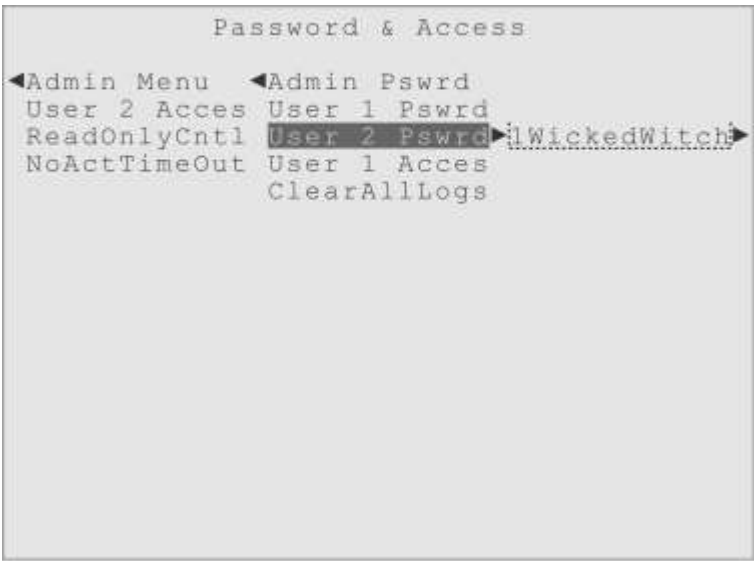 Password & Access
◀Admin Menu ◀Admin Pswrd
User 2 Acces User 1 Pswrd
ReadOnlyCntl User 2 Pswrd▶1WickedWitch▶
NoActTimeOut User 1 Acces
ClearAllLogs